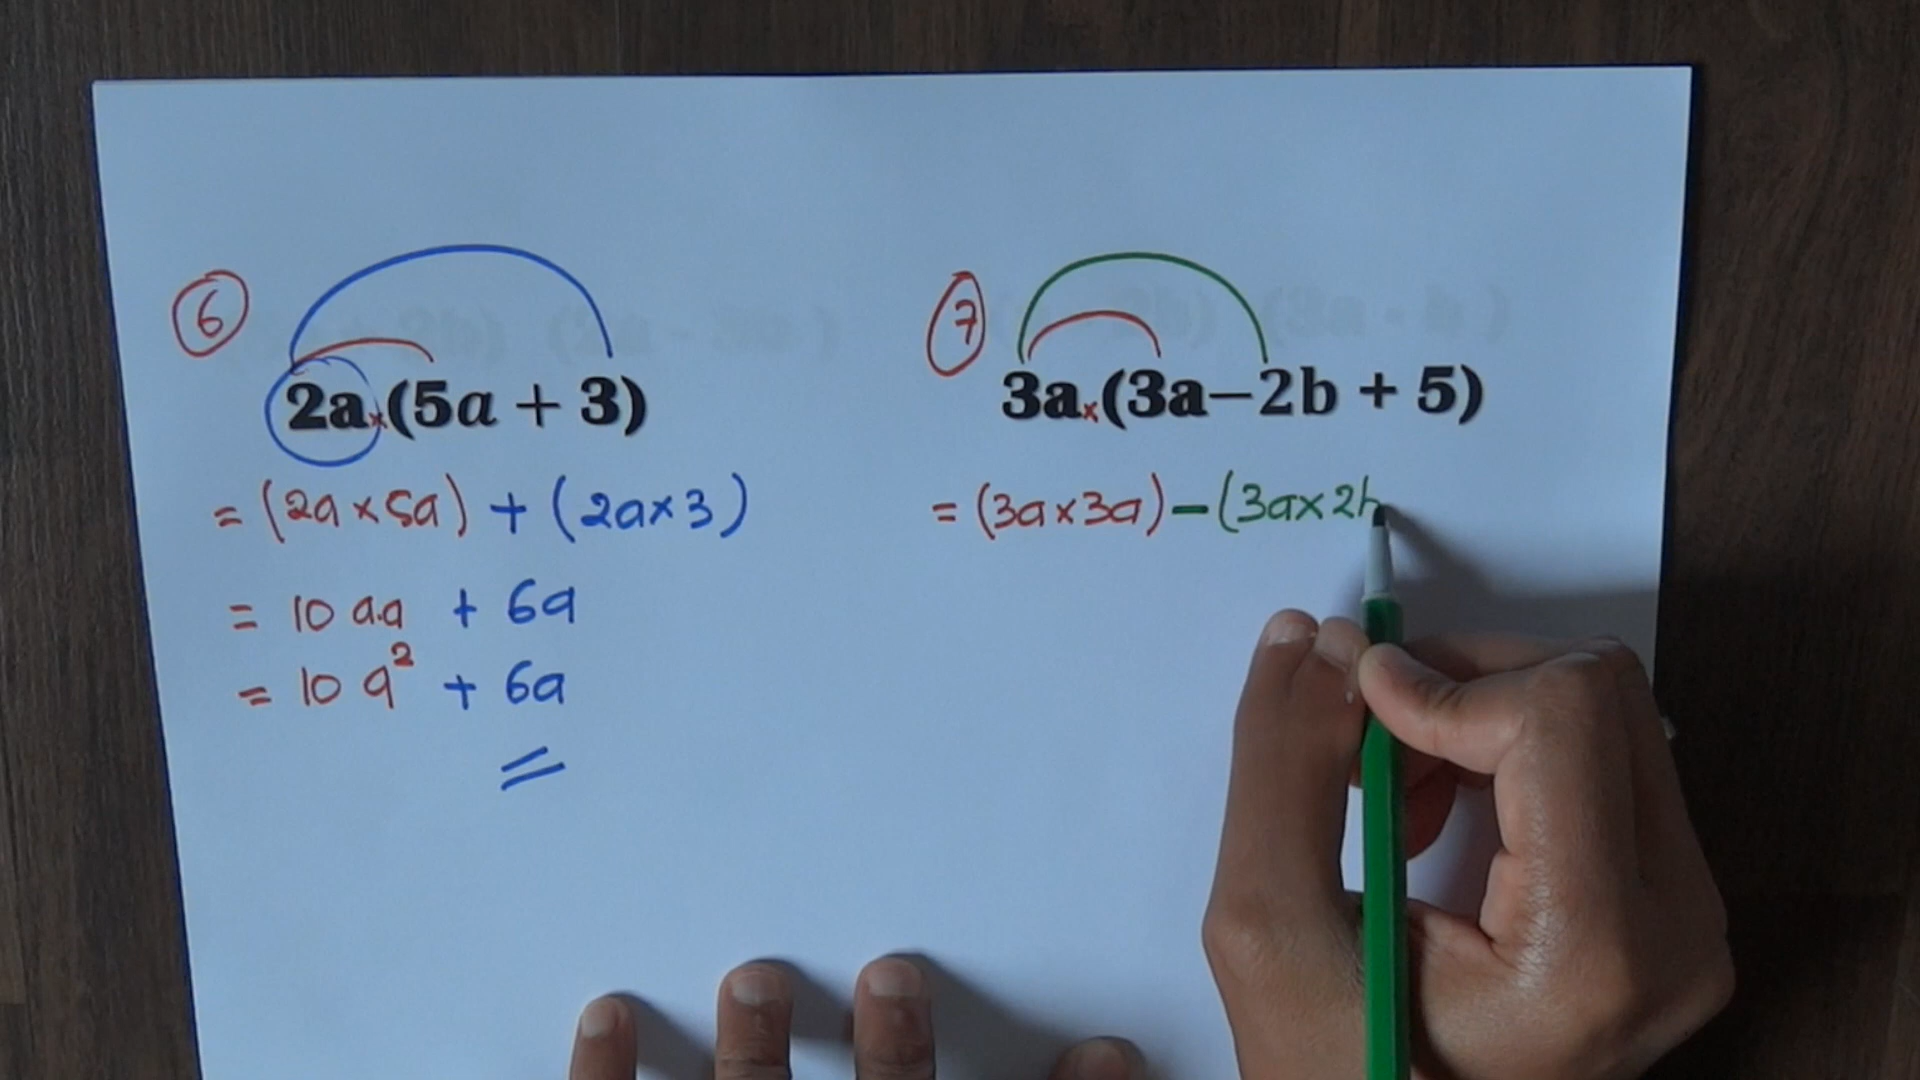 6
2a×(5a + 3)
= (2a × 5a) + (2a × 3)
= 10 a.a + 6a
= 10 a² + 6a
7
3a×(3a−2b + 5)
= (3a × 3a) − (3a × 2b